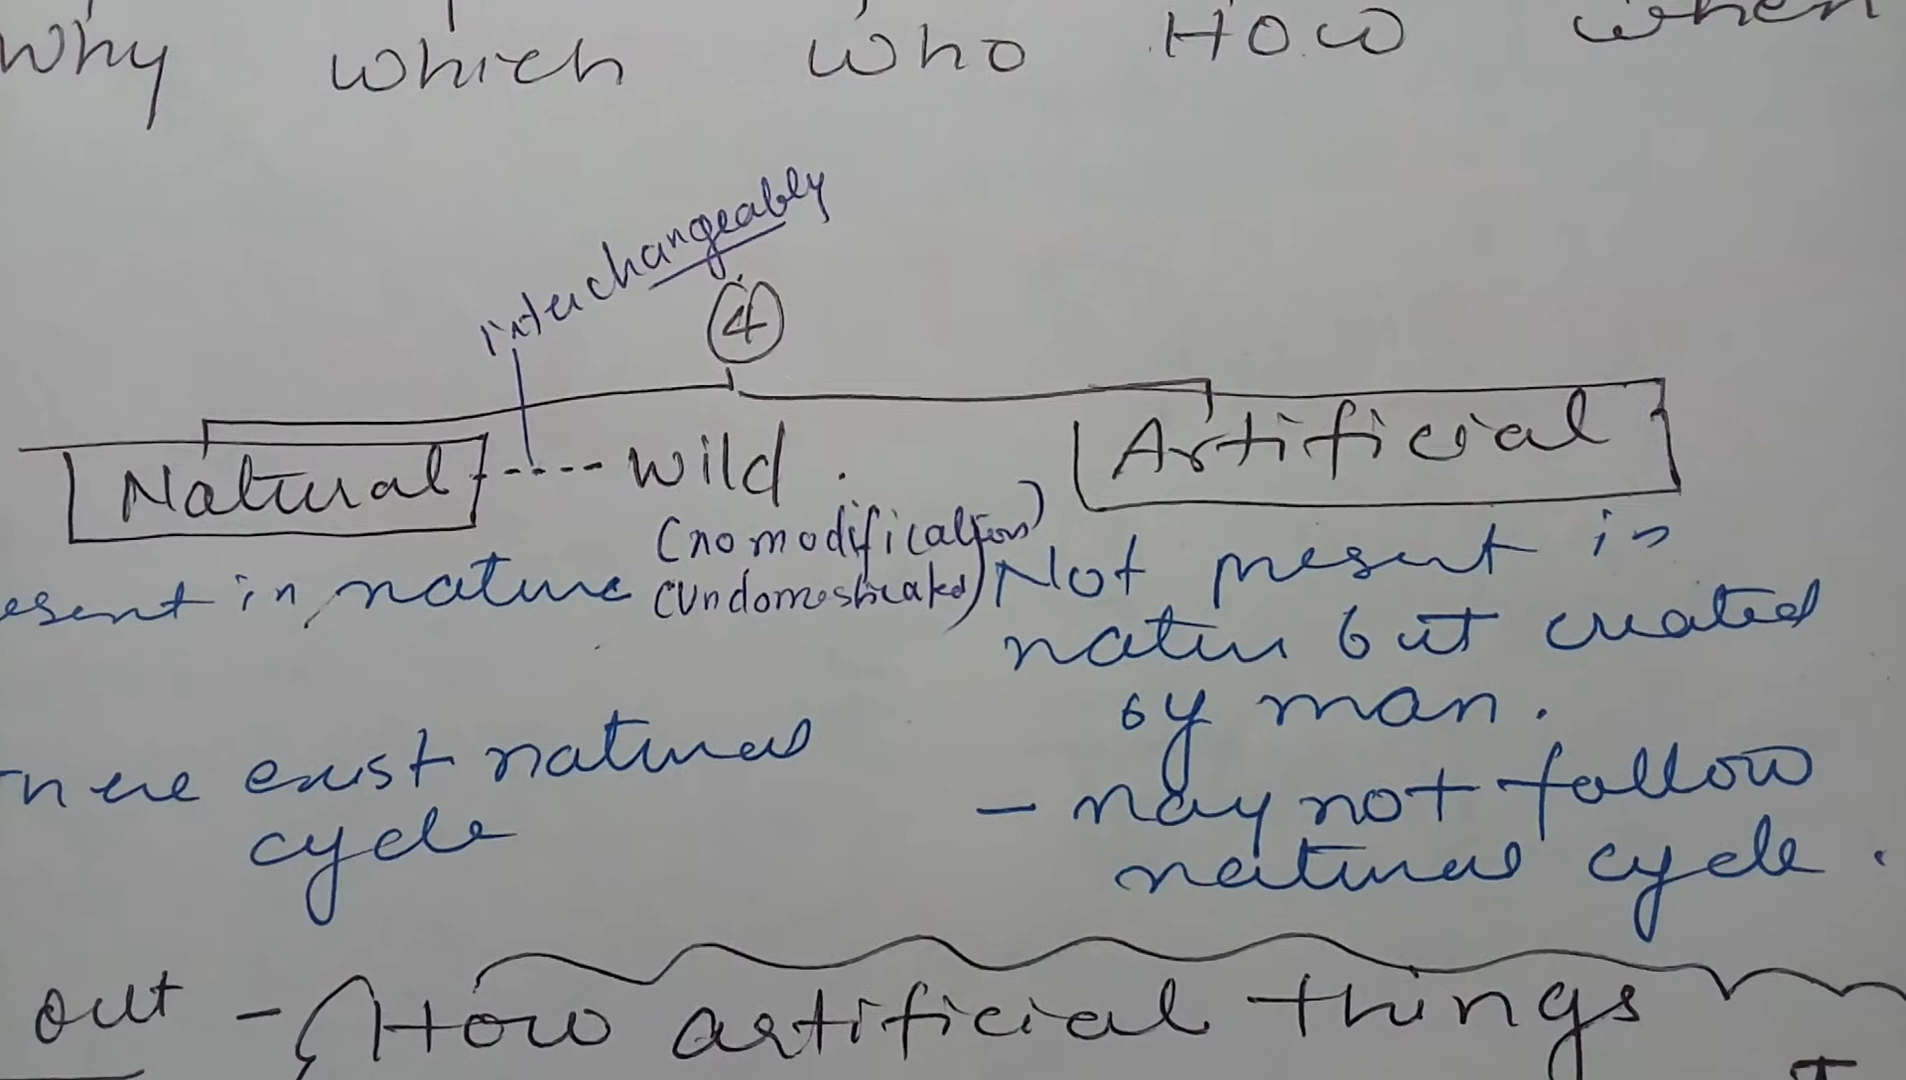 Why which who How when
interchangeably
4
Natural ---- wild . Artificial
(no modification)
(undomesticated)
esent in nature
Not present in
nature but created
by man.
here exist natural
cycle
- may not follow
natural cycle.
out - How artificial things